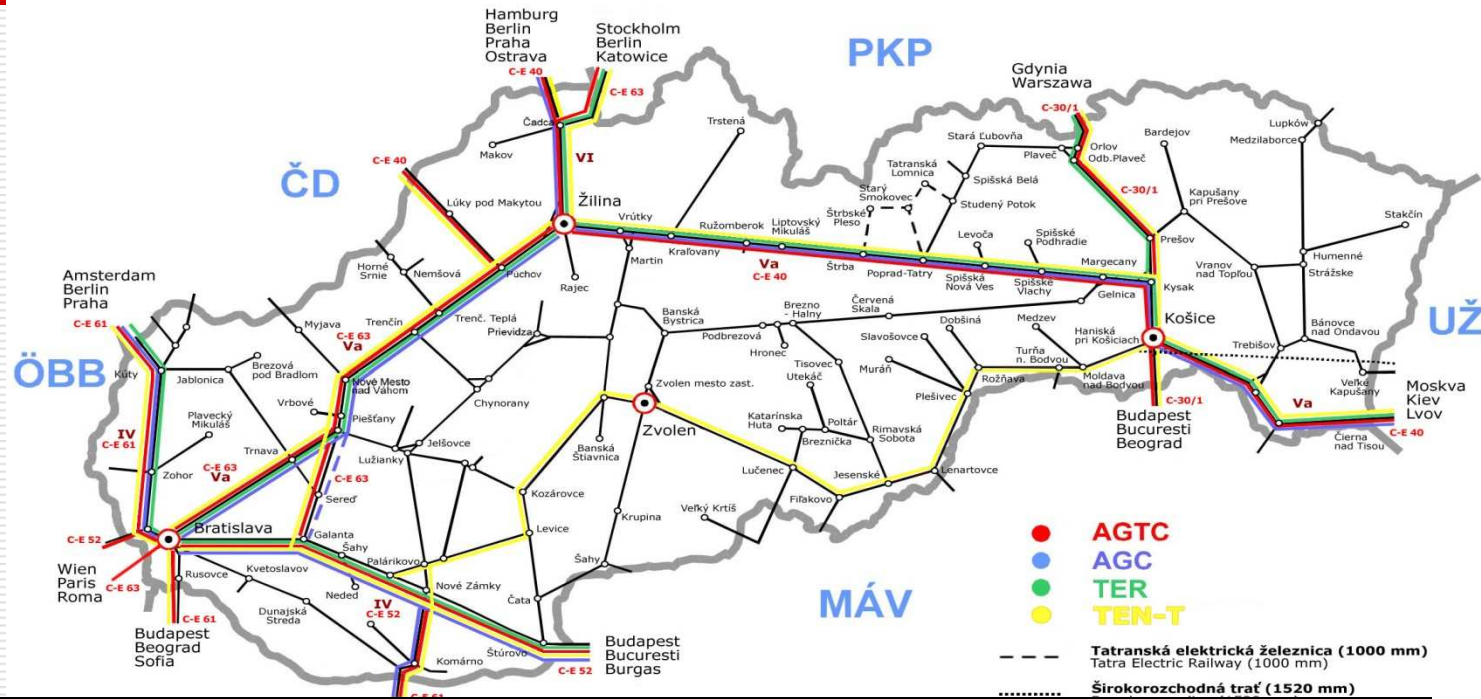 Hamburg
Berlin
Praha
Ostrava
Stockholm
Berlin
Katowice
C-E 40
C-E 63
PKP
Gdynia
Warszawa
C-30/1
Lupków
Medzilaborce
Bardejov
Čadca
Makov
VI
Trstená
Stará Ľubovňa
Plaveč
Orlov
Odb.Plaveč
C-E 40
ČD
Lúky pod Makytou
Žilina
Tatranská
Lomnica
Spišská Belá
Starý
Smokovec
Studený Potok
Štrbské
Pleso
C-30/1
Kapušany
pri Prešove
Stakčín
Vrútky
Ružomberok
Liptovský
Mikuláš
Levoča
Spišské
Podhradie
Prešov
Martin
Kraľovany
Va
C-E 40
Štrba
Poprad-Tatry
Spišská
Nová Ves
Spišské
Vlachy
Margecany
Gelnica
Kysak
Vranov
nad Topľou
Humenné
Strážske
Horné
Srnie
Nemšová
Púchov
Rajec
Amsterdam
Berlin
Praha
C-E 61
Myjava
Trenčín
Trenč. Teplá
C-E 63
Va
Prievidza
Banská
Bystrica
Podbrezová
Brezno
- Halny
Hronec
Červená
Skala
Slavošovce
Dobšiná
Medzev
Haniská
pri Košiciach
Košice
Bánovce
nad Ondavou
Trebišov
UŽ
ÖBB
Kúty
Jablonica
Brezová
pod Bradlom
Nové Mesto
nad Váhom
Chynorany
Zvolen mesto zast.
Tisovec
Utekáč
Muráň
Rožňava
Turňa
n. Bodvou
Moldava
nad Bodvou
Veľké
Kapušany
Moskva
Kiev
Lvov
Vrbové
Piešťany
Plavecký
Mikuláš
Zvolen
Katarínska
Huta
Poltár
Breznička
Rimavská
Sobota
Plešivec
C-30/1
Budapest
Bucuresti
Beograd
Va
C-E 40
Čierna
nad Tisou
IV
C-E 61
Zohor
Trnava
C-E 63
Va
Jelšovce
Lužianky
Banská
Štiavnica
Lučenec
Jesenské
Lenartovce
C-E 63
Sereď
Kozárovce
Fiľakovo
Krupina
Veľký Krtíš
Bratislava
Galanta
Levice
C-E 52
Wien
Paris
Roma
C-E 63
Šahy
Palárikovo
Šahy
AGTC
AGC
TER
TEN-T
Rusovce
Kvetoslavov
Neded
Nové Zámky
Čata
MÁV
C-E 61
Dunajská
Streda
IV
C-E 52
Budapest
Beograd
Sofia
Komárno
Štúrovo
C-E 52
Budapest
Bucuresti
Burgas
C-E 61
Tatranská elektrická železnica (1000 mm)
Tatra Electric Railway (1000 mm)
Širokorozchodná trať (1520 mm)